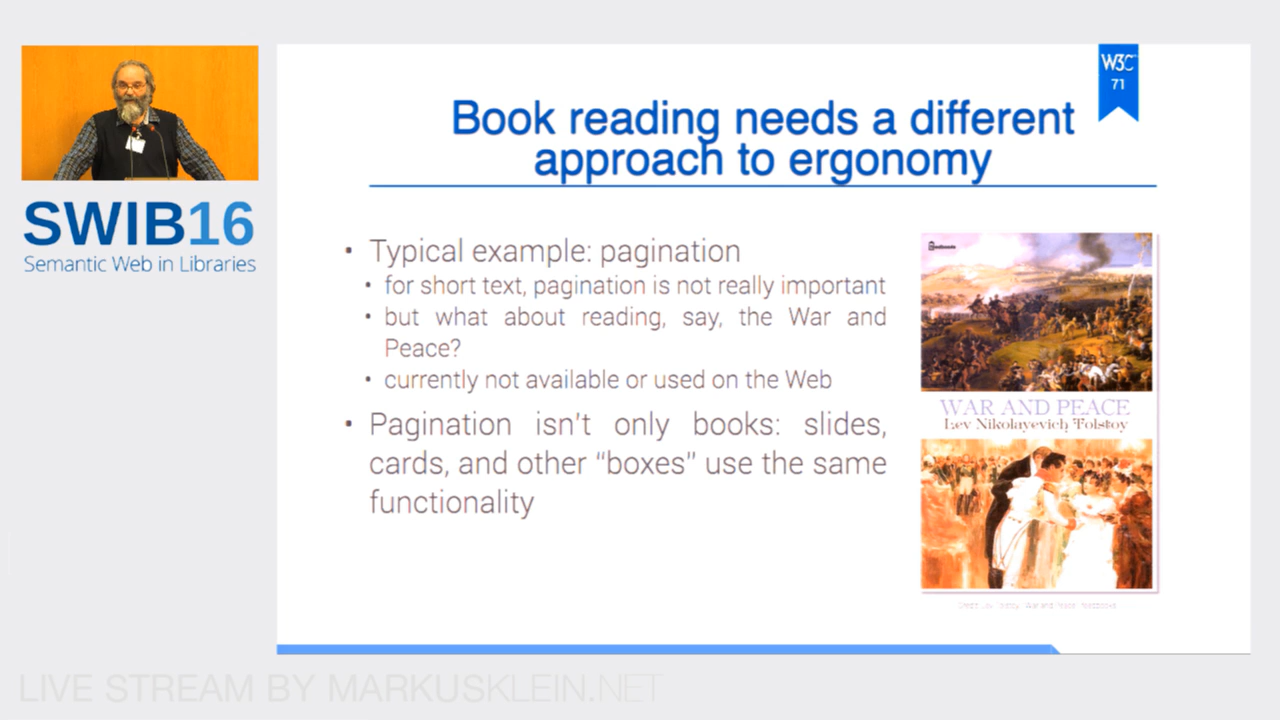 W3C
71
Book reading needs a different
approach to ergonomy
SWIB16
Semantic Web in Libraries
• Typical example: pagination
• for short text, pagination is not really important
• but what about reading, say, the War and
Peace?
• currently not available or used on the Web
• Pagination isn't only books: slides,
cards, and other “boxes” use the same
functionality
WAR AND PEACE
Lev Nikolayevich Tolstoy
LIVE STREAM BY MARKUSKLEIN.NET